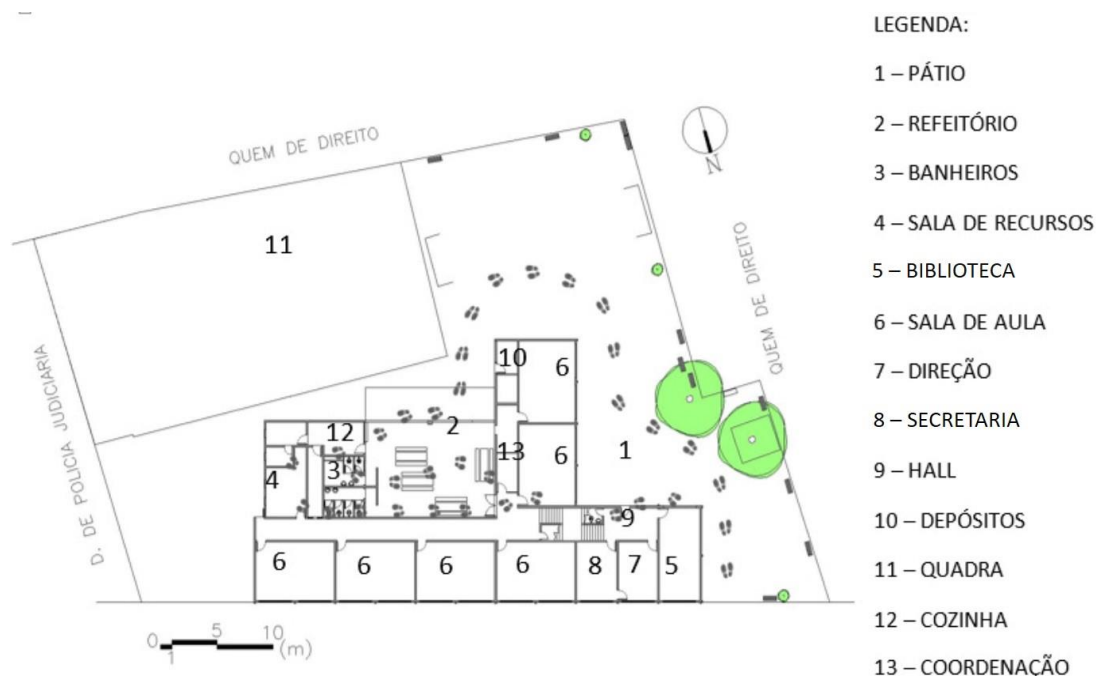 QUEM DE DIREITO
N
QUEM DE DIREITO
D. DE POLICIA JUDICIARIA
11
10
6
12
2
13
6
1
4
3
9
6
6
6
6
8
7
5
0
5
10
(m)
1
LEGENDA:
1 – PÁTIO
2 – REFEITÓRIO
3 – BANHEIROS
4 – SALA DE RECURSOS
5 – BIBLIOTECA
6 – SALA DE AULA
7 – DIREÇÃO
8 – SECRETARIA
9 – HALL
10 – DEPÓSITOS
11 – QUADRA
12 – COZINHA
13 – COORDENAÇÃO